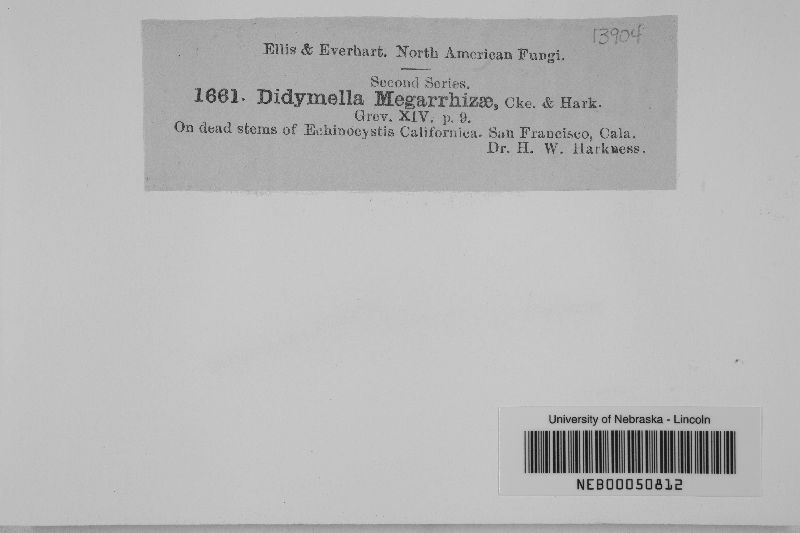 13904
Ellis & Everhart. North American Fungi.
Second Series.
1661. Didymella Megarrhizæ, Cke. & Hark.
Grev. XIV. p. 9.
On dead stems of Echinocystis Californica. San Francisco, Cala.
Dr. H. W. Harkness.
University of Nebraska - Lincoln
NEB00050812